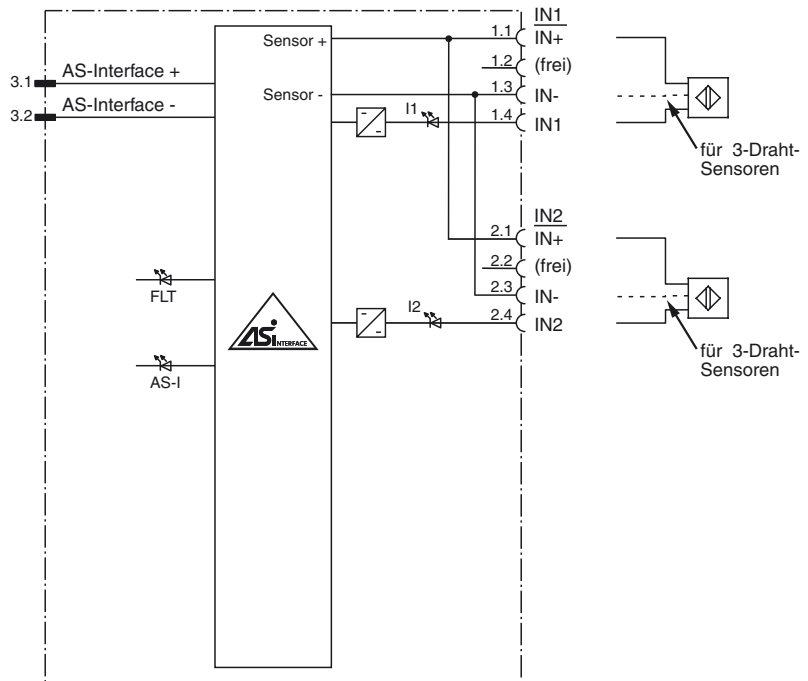 IN1
Sensor +
1.1
IN+
3.1
AS-Interface +
1.2
(frei)
3.2
AS-Interface -
Sensor -
1.3
IN-
I1
1.4
IN1
für 3-Draht-
Sensoren
IN2
2.1
IN+
2.2
(frei)
FLT
2.3
IN-
I2
2.4
IN2
ASi INTERFACE
für 3-Draht-
Sensoren
AS-I